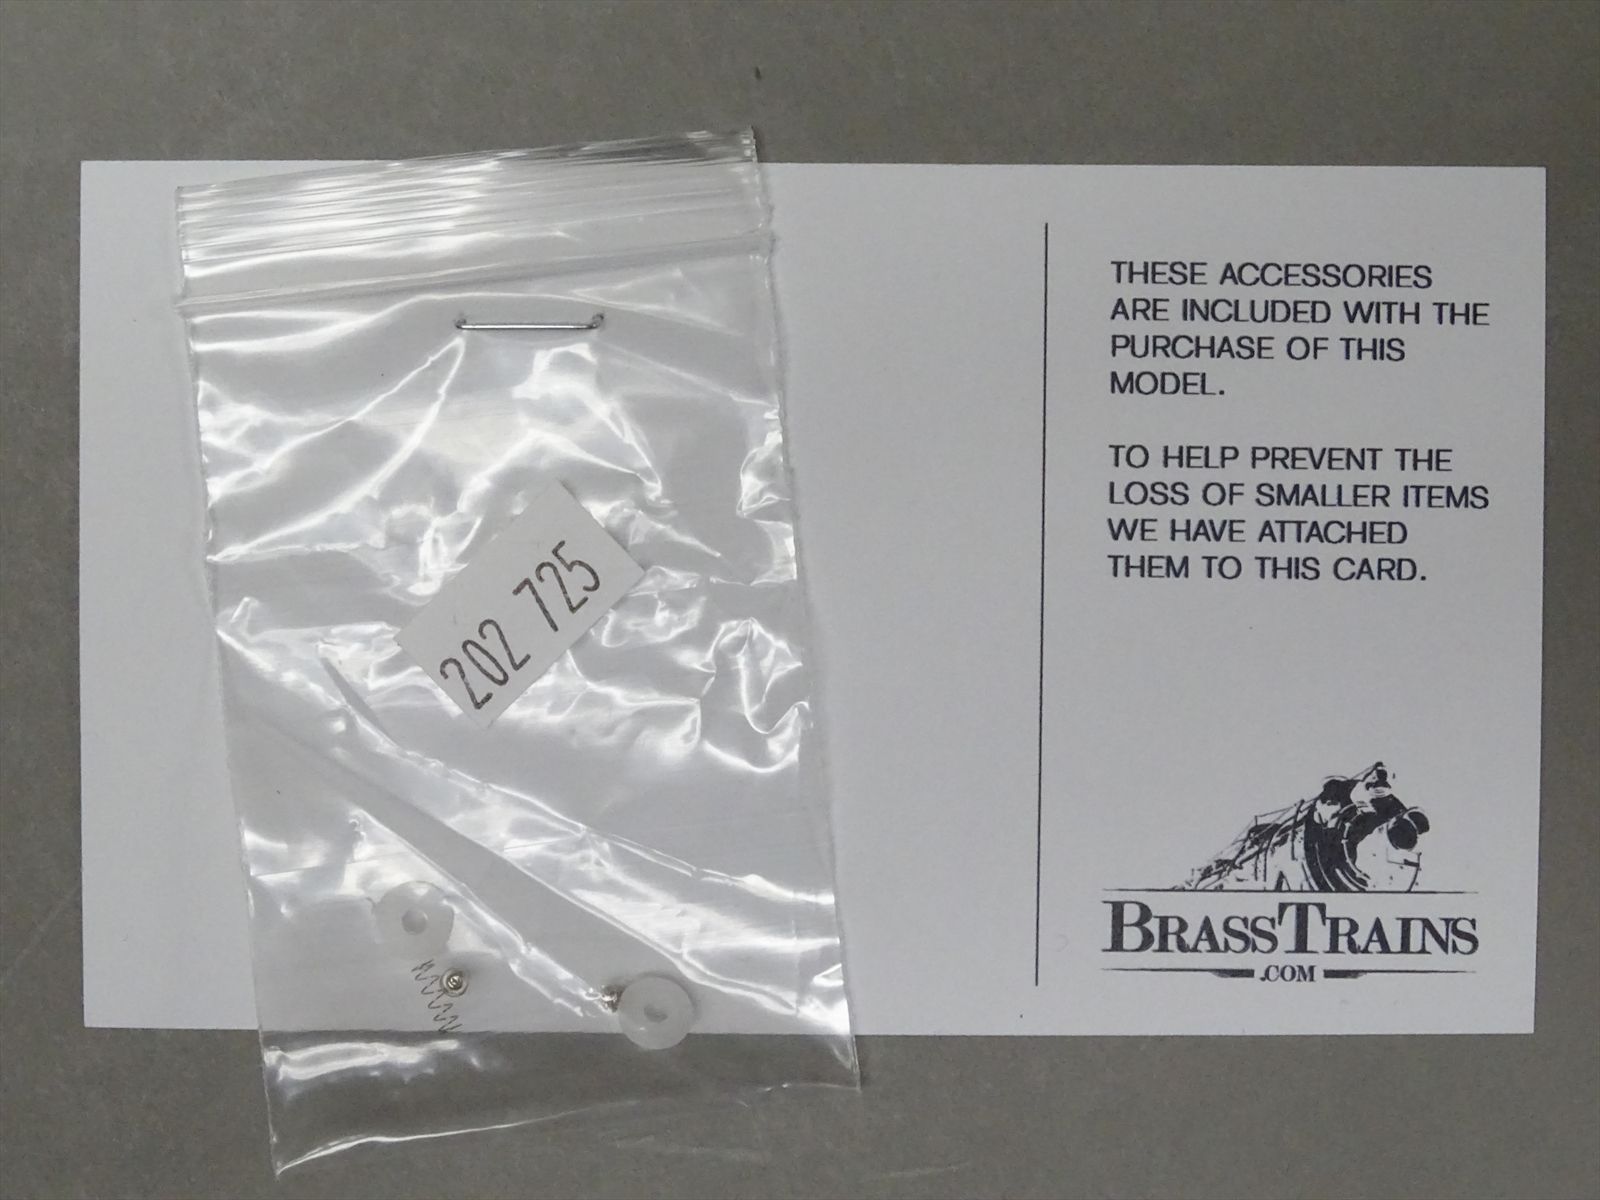 202 725
THESE ACCESSORIES
ARE INCLUDED WITH THE
PURCHASE OF THIS
MODEL.
TO HELP PREVENT THE
LOSS OF SMALLER ITEMS
WE HAVE ATTACHED
THEM TO THIS CARD.
BRASSTRAINS
.COM